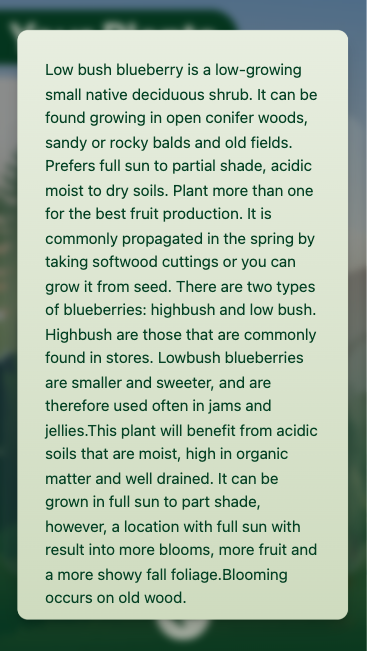 Low bush blueberry is a low-growing
small native deciduous shrub. It can be
found growing in open conifer woods,
sandy or rocky balds and old fields.
Prefers full sun to partial shade, acidic
moist to dry soils. Plant more than one
for the best fruit production. It is
commonly propagated in the spring by
taking softwood cuttings or you can
grow it from seed. There are two types
of blueberries: highbush and low bush.
Highbush are those that are commonly
found in stores. Lowbush blueberries
are smaller and sweeter, and are
therefore used often in jams and
jellies.This plant will benefit from acidic
soils that are moist, high in organic
matter and well drained. It can be
grown in full sun to part shade,
however, a location with full sun with
result into more blooms, more fruit and
a more showy fall foliage.Blooming
occurs on old wood.